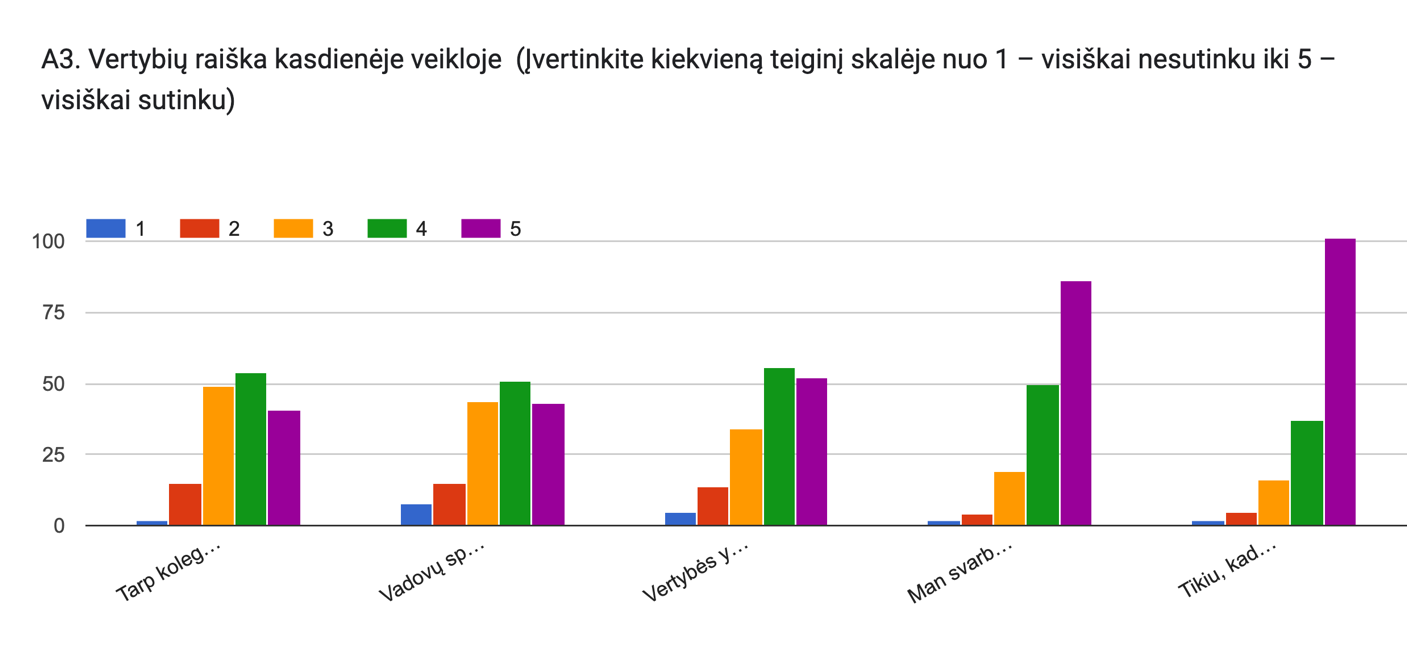 A3. Vertybių raiška kasdienėje veikloje (Įvertinkite kiekvieną teiginį skalėje nuo 1 – visiškai nesutinku iki 5 –
visiškai sutinku)
1 2 3 4 5
100
75
50
25
0
Tarp koleg...
Vadovų sp...
Vertybės y...
Man svarb...
Tikiu, kad...